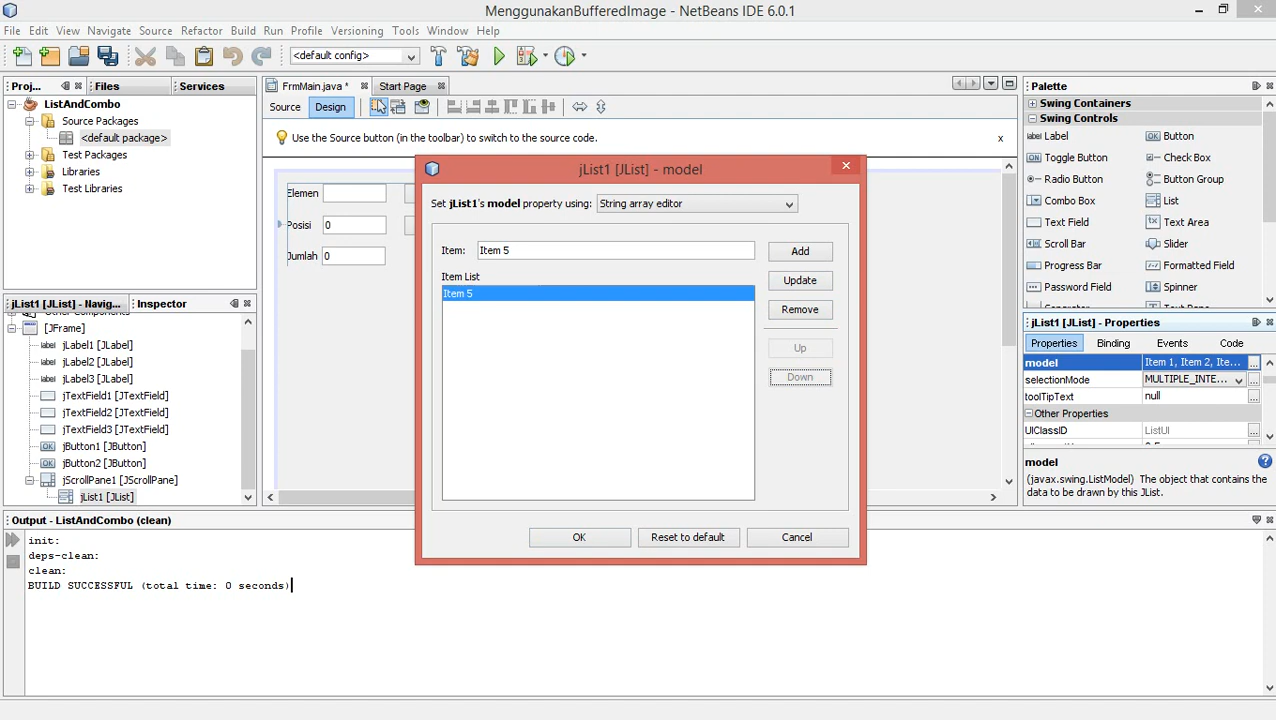 MenggunakanBufferedImage - NetBeans IDE 6.0.1
File Edit View Navigate Source Refactor Build Run Profile Versioning Tools Window Help
<default config>
Proj... Files Services
ListAndCombo
Source Packages
<default package>
Test Packages
Libraries
Test Libraries
FrmMain.java * Start Page
Source Design
Use the Source button (in the toolbar) to switch to the source code. x
Elemen
Posisi 0
Jumlah 0
jList1 [JList] - model
Set jList1's model property using: String array editor
Item: Item 5 Add
Item List
Update
Item 5
Remove
Up
Down
OK Reset to default Cancel
Palette
Swing Containers
Swing Controls
label Label OK Button
Toggle Button Check Box
Radio Button Button Group
Combo Box List
Text Field Text Area
Scroll Bar Slider
Progress Bar Formatted Field
Password Field Spinner
jList1 [JList] - Navig... Inspector
[JFrame]
label jLabel1 [JLabel]
label jLabel2 [JLabel]
label jLabel3 [JLabel]
jTextField1 [JTextField]
jTextField2 [JTextField]
jTextField3 [JTextField]
OK jButton1 [JButton]
OK jButton2 [JButton]
jScrollPane1 [JScrollPane]
jList1 [JList]
jList1 [JList] - Properties
Properties Binding Events Code
model Item 1, Item 2, Ite... ...
selectionMode MULTIPLE_INTE... ...
toolTipText null ...
Other Properties
UIClassID ListUI ...
model
(javax.swing.ListModel) The object that contains the data to be drawn by this JList.
Output - ListAndCombo (clean)
init:
deps-clean:
clean:
BUILD SUCCESSFUL (total time: 0 seconds)